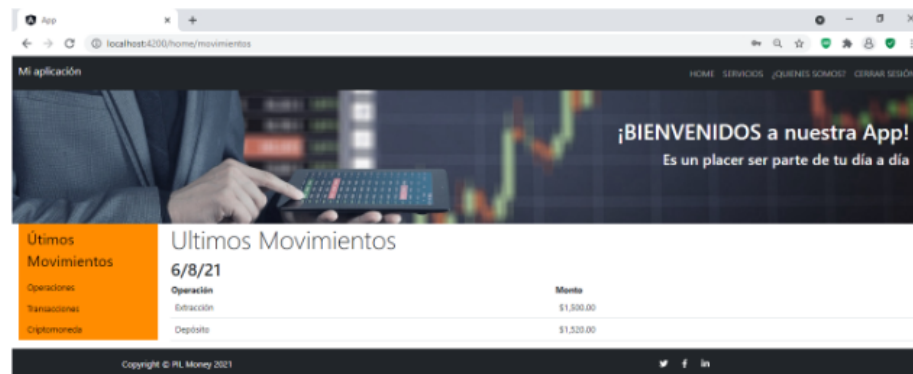 App
localhost:4200/home/movimientos
Mi aplicación
HOME SERVICIOS ¿QUIENES SOMOS? CERRAR SESIÓN
¡BIENVENIDOS a nuestra App!
Es un placer ser parte de tu día a día
Útimos
Movimientos
Operaciones
Transacciones
Criptomoneda
Ultimos Movimientos
6/8/21
Operación Monto
Extracción $1,500.00
Depósito $1,520.00
Copyright © PIL Money 2021